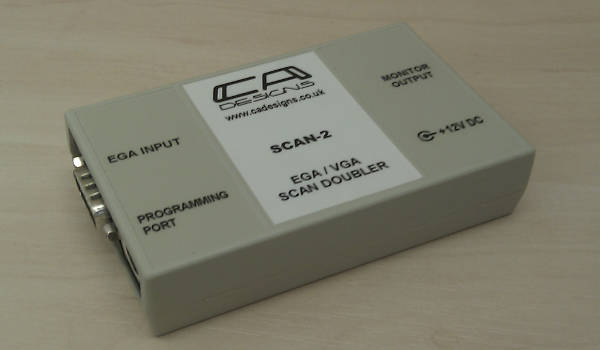 CA
DESIGNS
www.cadesigns.co.uk
SCAN-2
EGA / VGA
SCAN DOUBLER
EGA INPUT
PROGRAMMING
PORT
MONITOR
OUTPUT
+12V DC